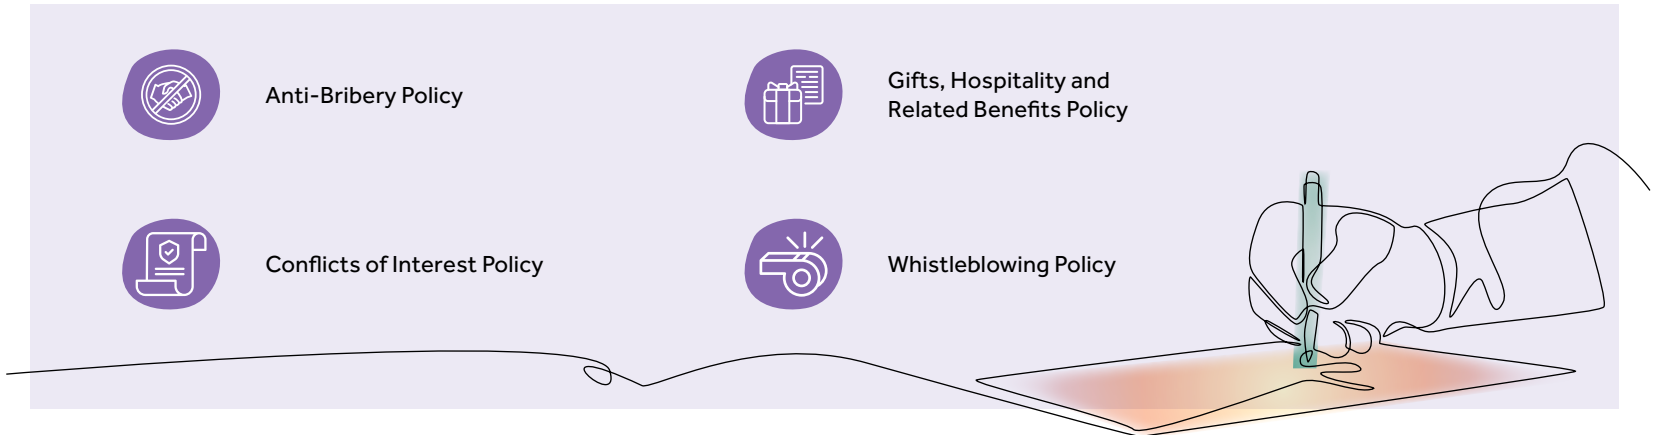 Anti-Bribery Policy
Gifts, Hospitality and
Related Benefits Policy
Conflicts of Interest Policy
Whistleblowing Policy